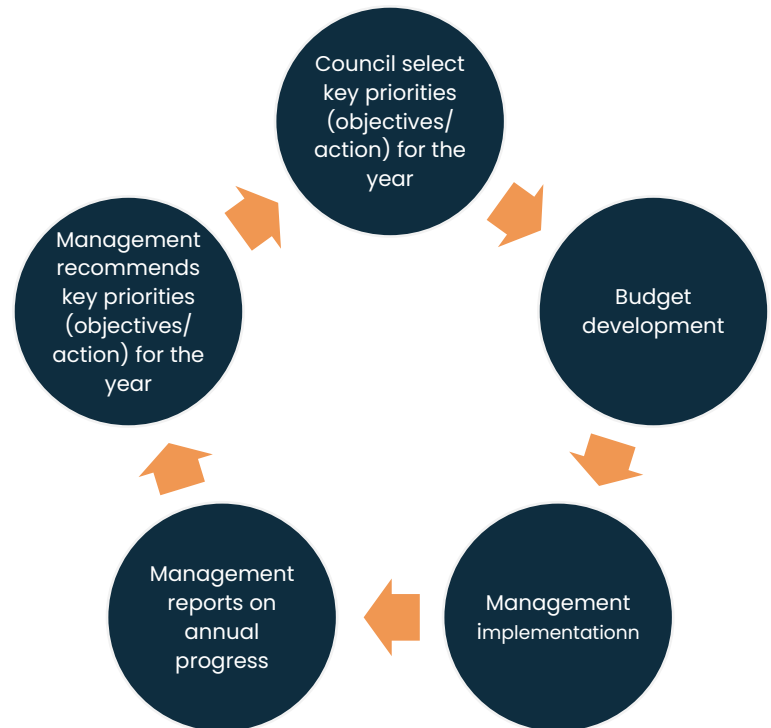 Council select
key priorities
(objectives/
action) for the
year
Budget
development
Management
implementationn
Management
reports on
annual
progress
Management
recommends
key priorities
(objectives/
action) for the
year